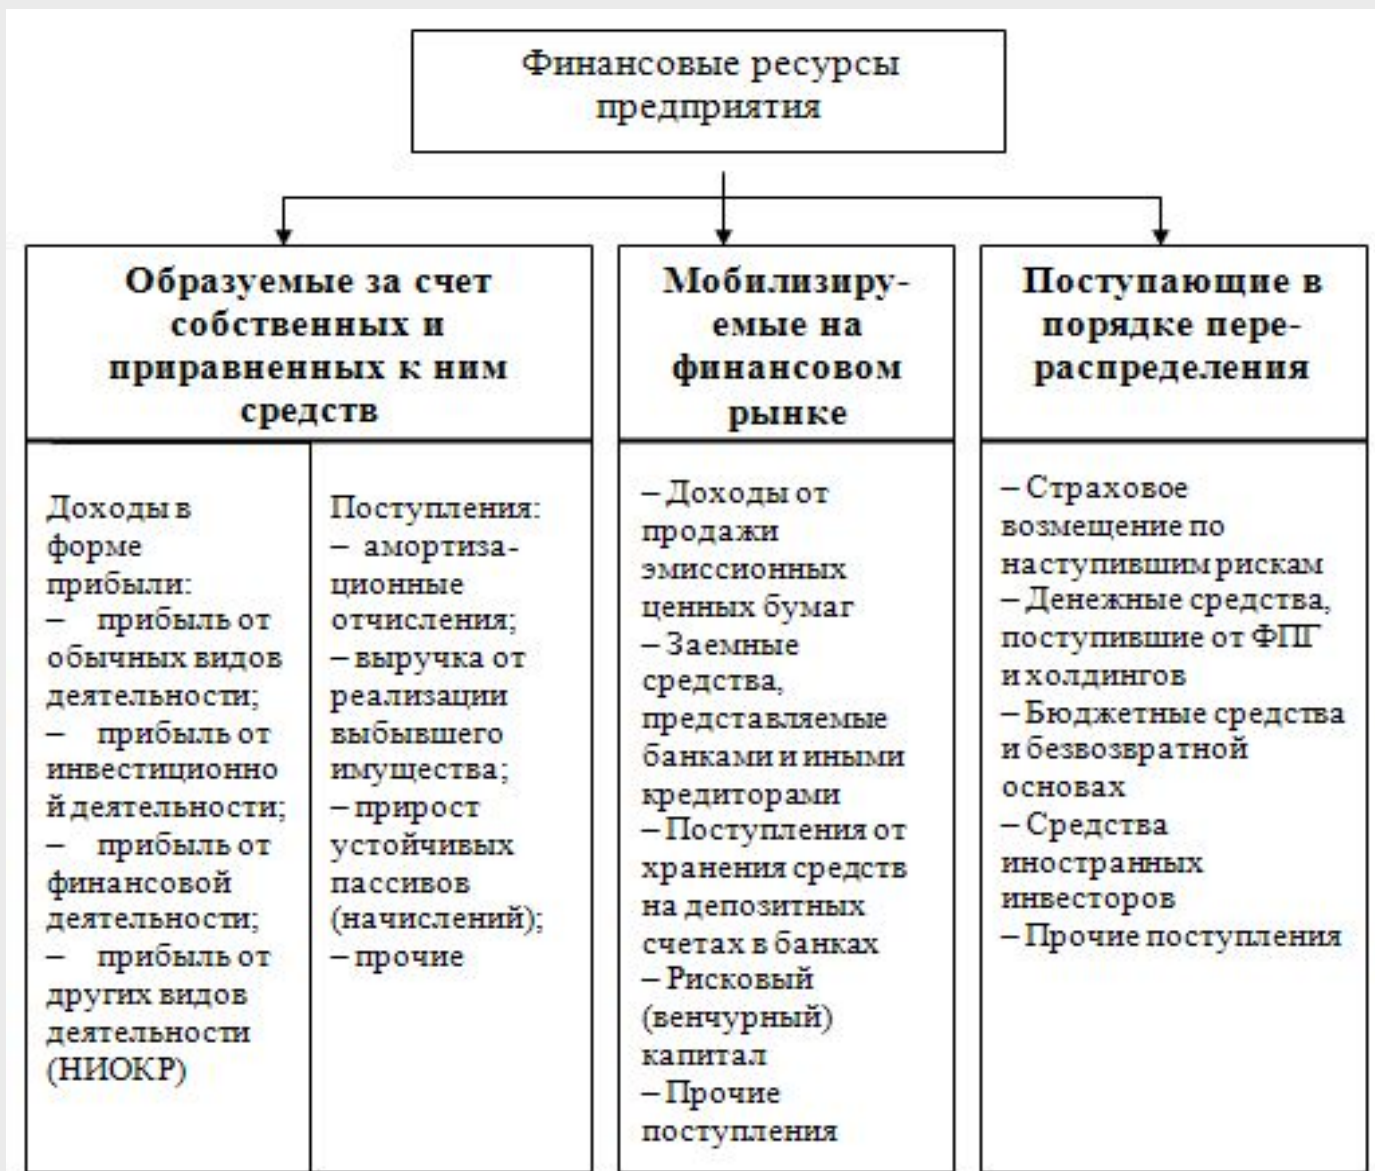 Финансовые ресурсы
предприятия
Образуемые за счет
собственных и
приравненных к ним
средств
Доходы в
форме
прибыли:
– прибыль от
обычных видов
деятельности;
– прибыль от
инвестиционно
й деятельности;
– прибыль от
финансовой
деятельности;
– прибыль от
других видов
деятельности
(НИОКР)
Поступления:
– амортиза-
ционные
отчисления;
– выручка от
реализации
выбывшего
имущества;
– прирост
устойчивых
пассивов
(начислений);
– прочие
Мобилизиру-
емые на
финансовом
рынке
– Доходы от
продажи
эмиссионных
ценных бумаг
– Заемные
средства,
представляемые
банками и иными
кредиторами
– Поступления от
хранения средств
на депозитных
счетах в банках
– Рисковый
(венчурный)
капитал
– Прочие
поступления
Поступающие в
порядке пере-
распределения
– Страховое
возмещение по
наступившим рискам
– Денежные средства,
поступившие от ФПГ
и холдингов
– Бюджетные средства
и безвозвратной
основах
– Средства
иностранных
инвесторов
– Прочие поступления